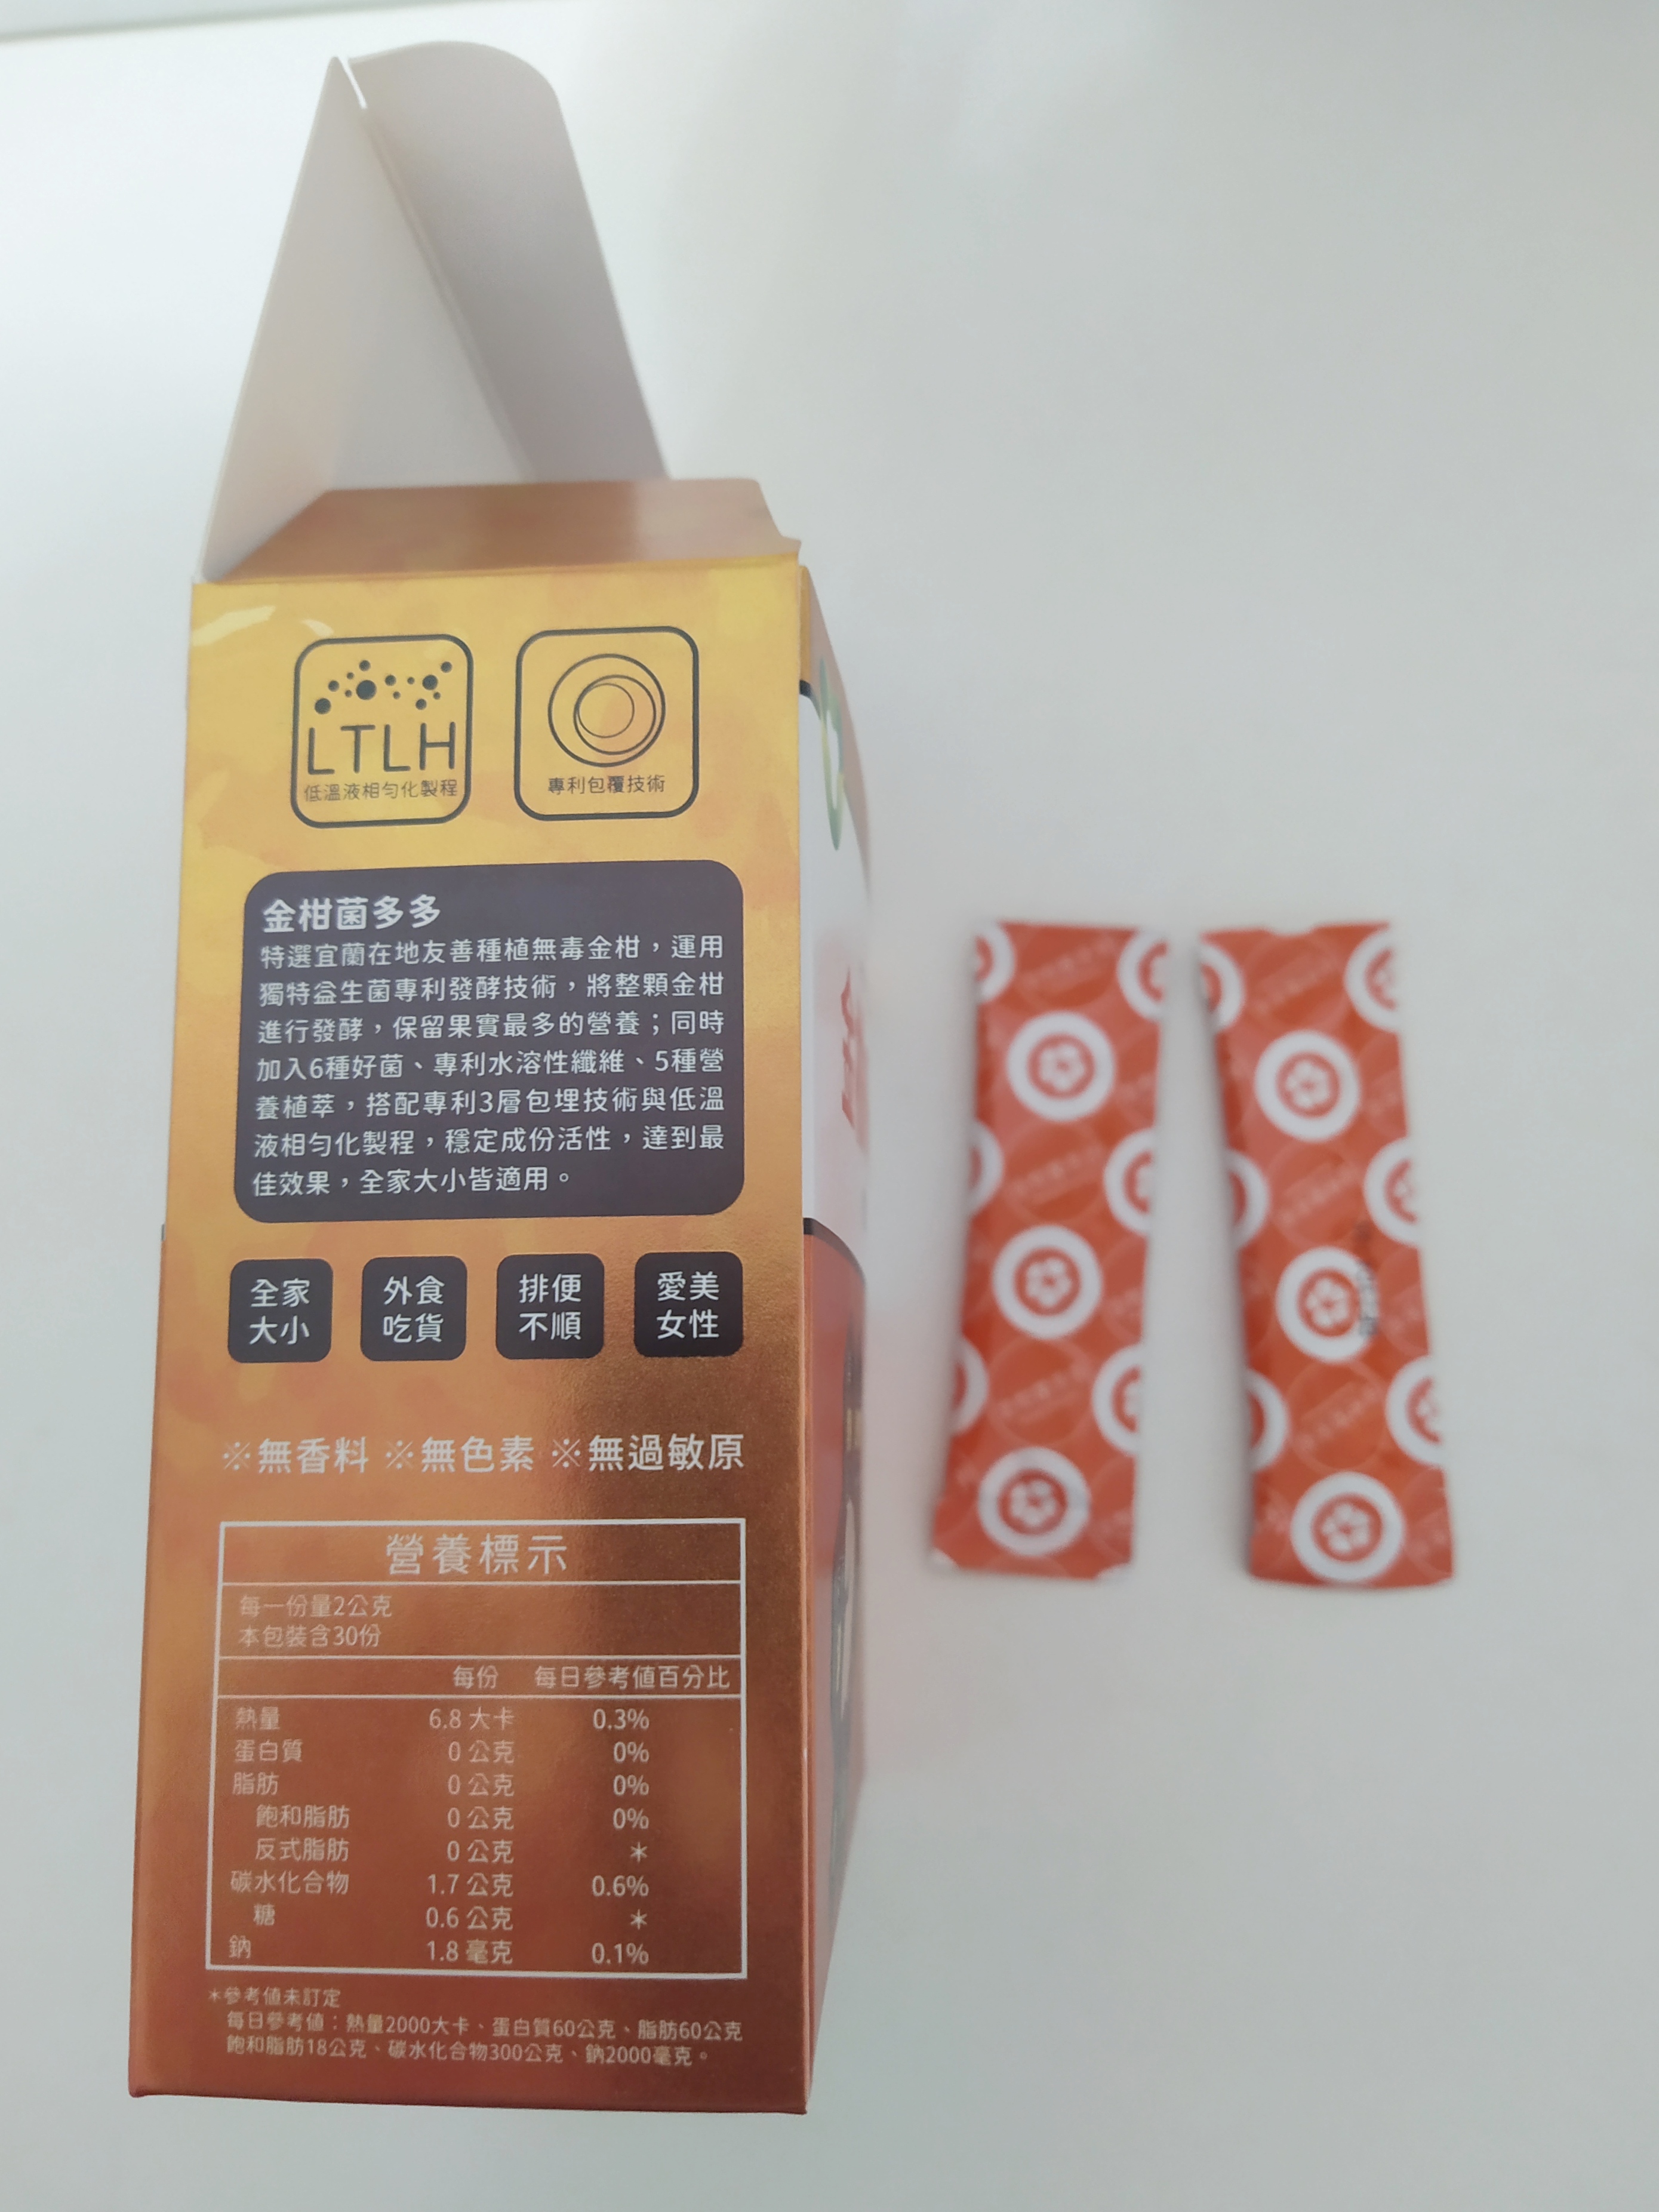 LTLH
低溫液相勻化製程
專利包覆技術
金柑菌多多
特選宜蘭在地友善種植無毒金柑，運用
獨特益生菌專利發酵技術，將整顆金柑
進行發酵，保留果實最多的營養；同時
加入6種好菌、專利水溶性纖維、5種營
養植萃，搭配專利3層包埋技術與低溫
液相勻化製程，穩定成份活性，達到最
佳效果，全家大小皆適用。
全家
大小
外食
吃貨
排便
不順
愛美
女性
※無香料 ※無色素 ※無過敏原
營養標示
每一份量2公克
本包裝含30份
每份 每日參考值百分比
熱量 6.8 大卡 0.3%
蛋白質 0 公克 0%
脂肪 0 公克 0%
飽和脂肪 0 公克 0%
反式脂肪 0 公克 *
碳水化合物 1.7 公克 0.6%
糖 0.6 公克 *
鈉 1.8 毫克 0.1%
*參考值未訂定
每日參考值：熱量2000大卡、蛋白質60公克、脂肪60公克
飽和脂肪18公克、碳水化合物300公克、鈉2000毫克。